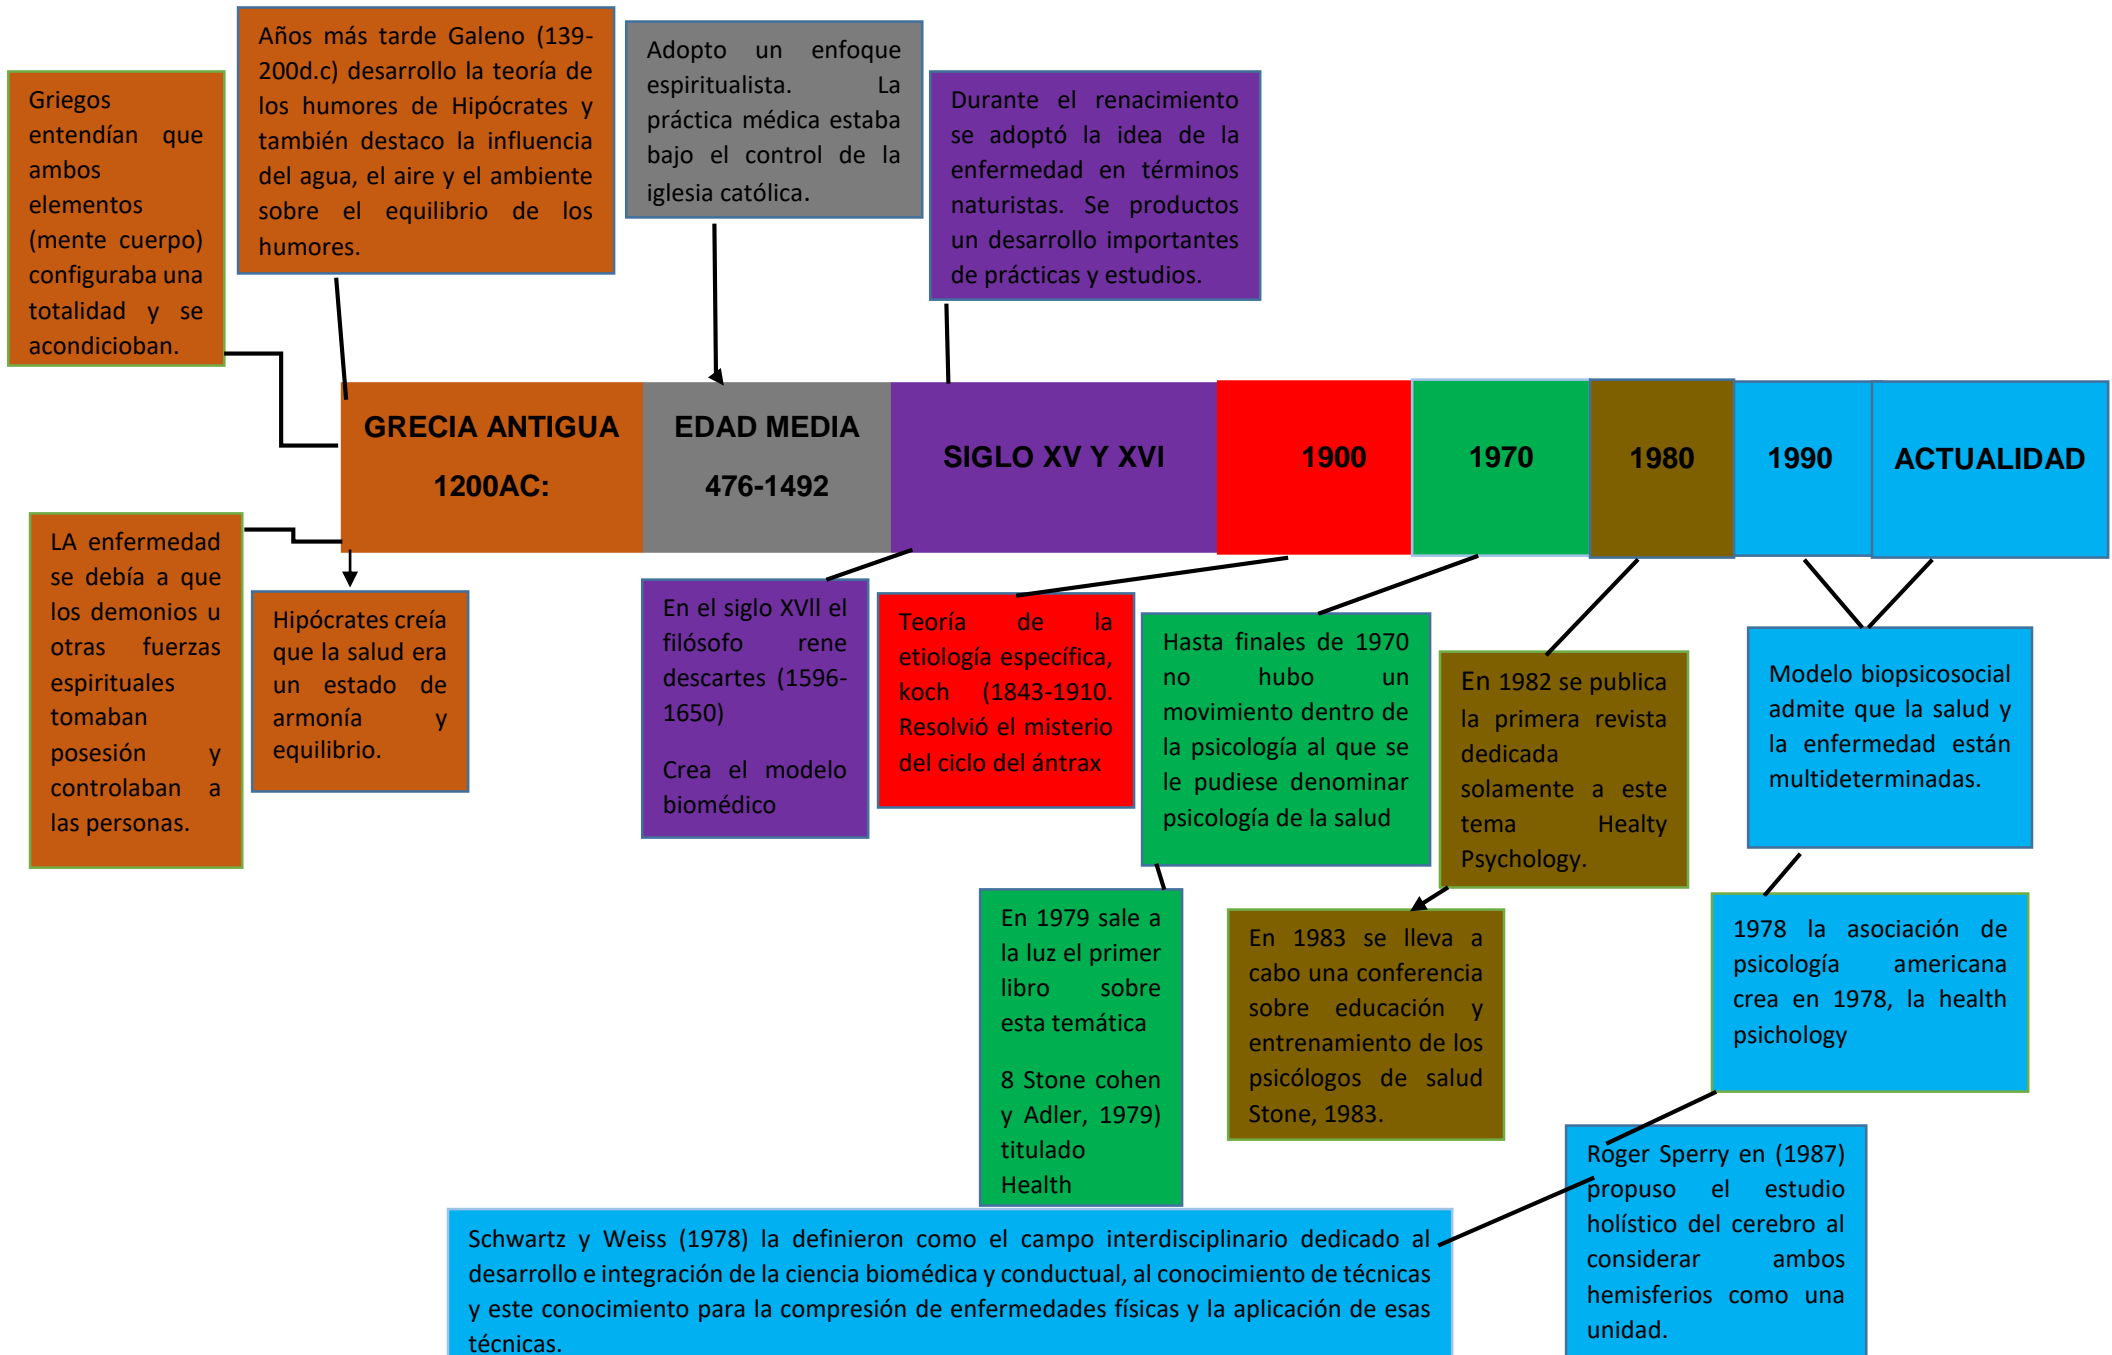 Griegos
entendían que
ambos
elementos
(mente cuerpo)
configuraba una
totalidad y se
acondicioban.
Años más tarde Galeno (139-
200d.c) desarrollo la teoría de
los humores de Hipócrates y
también destaco la influencia
del agua, el aire y el ambiente
sobre el equilibrio de los
humores.
Adopto un enfoque
espiritualista. La
práctica médica estaba
bajo el control de la
iglesia católica.
Durante el renacimiento
se adoptó la idea de la
enfermedad en términos
naturistas. Se productos
un desarrollo importantes
de prácticas y estudios.
GRECIA ANTIGUA
1200AC:
EDAD MEDIA
476-1492
SIGLO XV Y XVI
1900
1970
1980
1990
ACTUALIDAD
LA enfermedad
se debía a que
los demonios u
otras fuerzas
espirituales
tomaban
posesión y
controlaban a
las personas.
Hipócrates creía
que la salud era
un estado de
armonía y
equilibrio.
En el siglo XVll el
filósofo rene
descartes (1596-
1650)
Crea el modelo
biomédico
Teoría de la
etiología específica,
koch (1843-1910.
Resolvió el misterio
del ciclo del ántrax
Hasta finales de 1970
no hubo un
movimiento dentro de
la psicología al que se
le pudiese denominar
psicología de la salud
En 1982 se publica
la primera revista
dedicada
solamente a este
tema Healty
Psychology.
Modelo biopsicosocial
admite que la salud y
la enfermedad están
multideterminadas.
En 1979 sale a
la luz el primer
libro sobre
esta temática
8 Stone cohen
y Adler, 1979)
titulado
Health
En 1983 se lleva a
cabo una conferencia
sobre educación y
entrenamiento de los
psicólogos de salud
Stone, 1983.
1978 la asociación de
psicología americana
crea en 1978, la health
psichology
Roger Sperry en (1987)
propuso el estudio
holístico del cerebro al
considerar ambos
hemisferios como una
unidad.
Schwartz y Weiss (1978) la definieron como el campo interdisciplinario dedicado al
desarrollo e integración de la ciencia biomédica y conductual, al conocimiento de técnicas
y este conocimiento para la compresión de enfermedades físicas y la aplicación de esas
técnicas.